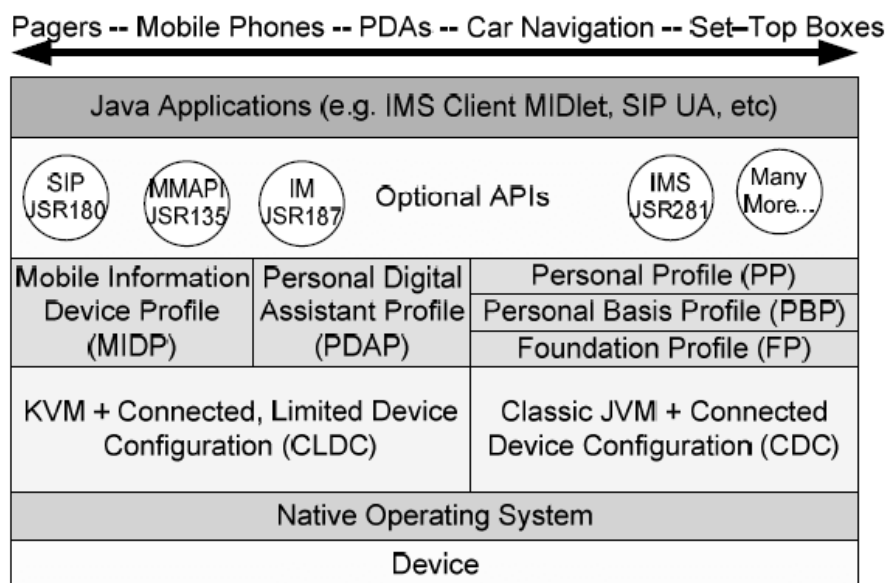 Pagers -- Mobile Phones -- PDAs -- Car Navigation -- Set–Top Boxes
Java Applications (e.g. IMS Client MIDlet, SIP UA, etc)
SIP
JSR180
MMAPI
JSR135
IM
JSR187
Optional APIs
IMS
JSR281
Many
More...
Mobile Information
Device Profile
(MIDP)
Personal Digital
Assistant Profile
(PDAP)
Personal Profile (PP)
Personal Basis Profile (PBP)
Foundation Profile (FP)
KVM + Connected, Limited Device
Configuration (CLDC)
Classic JVM + Connected
Device Configuration (CDC)
Native Operating System
Device